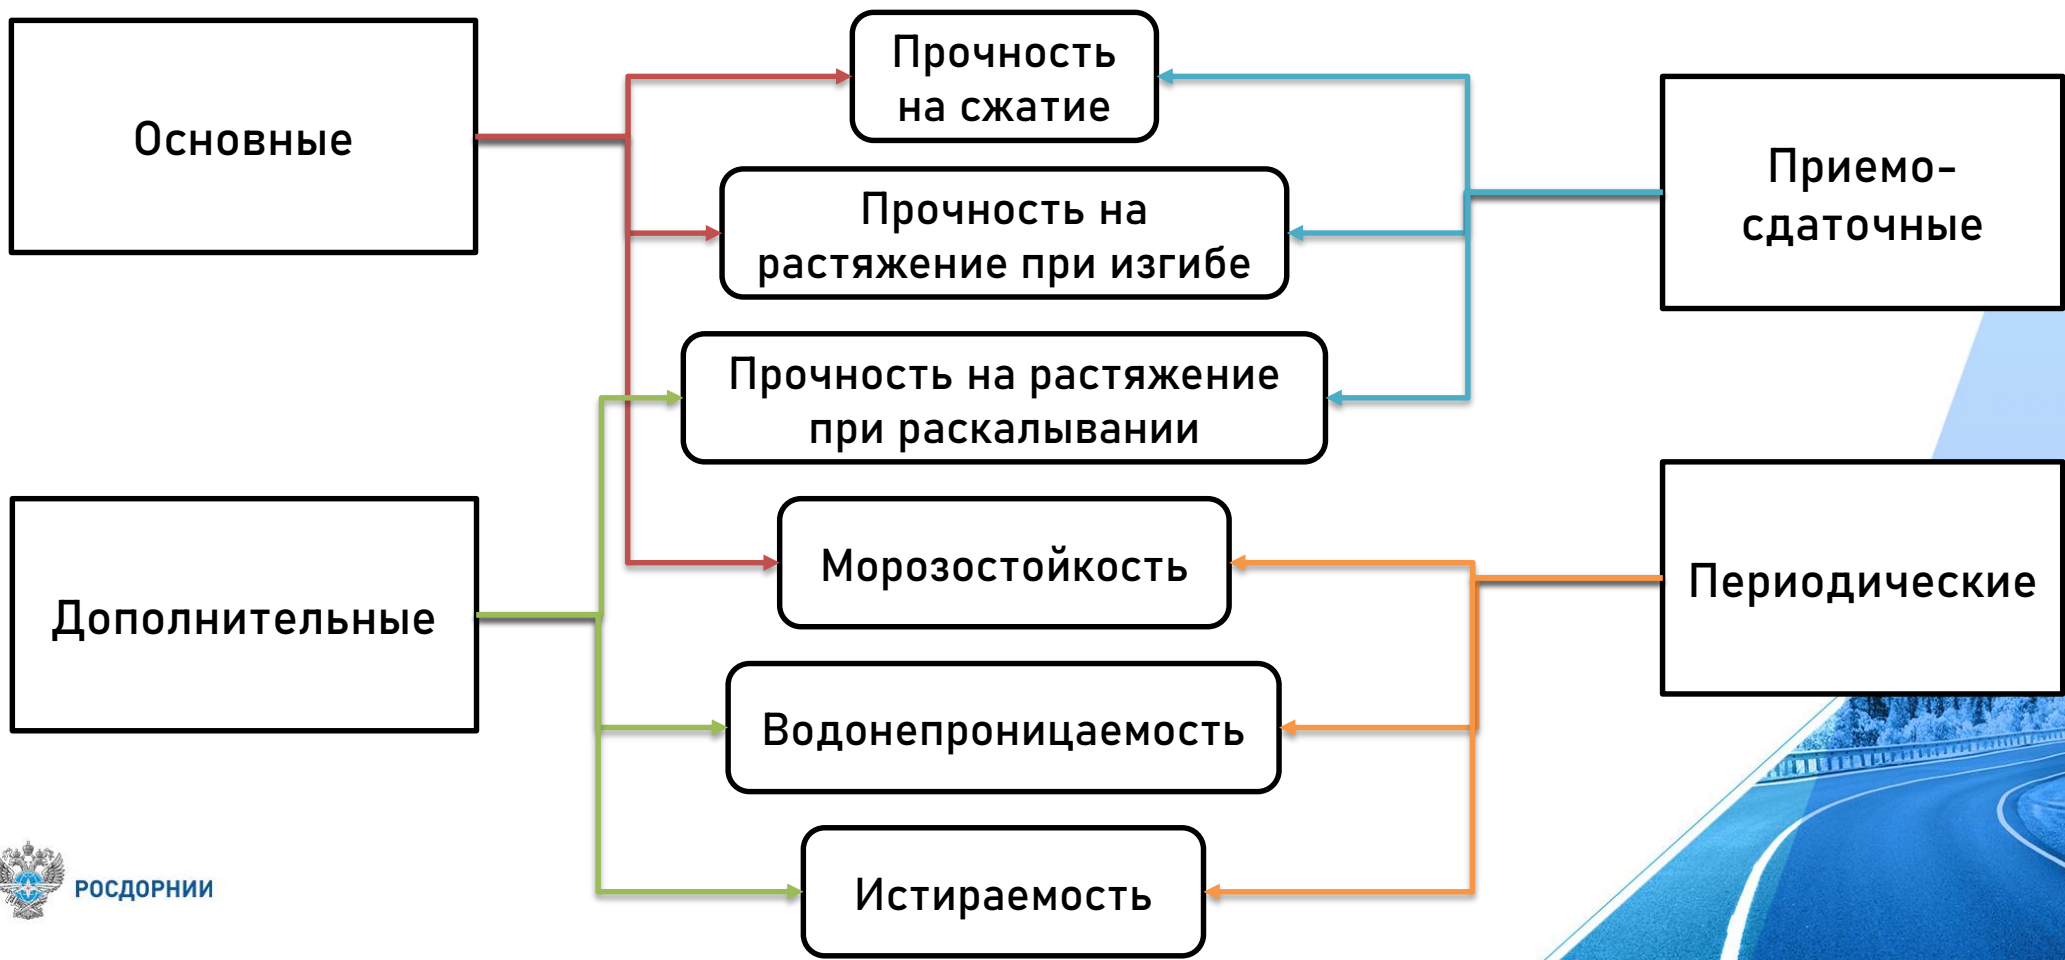 Основные
Прочность
на сжатие
Прочность на
растяжение при изгибе
Приемо-
сдаточные
Прочность на растяжение
при раскалывании
Дополнительные
Морозостойкость
Периодические
Водонепроницаемость
Истираемость
РОСДОРНИИ